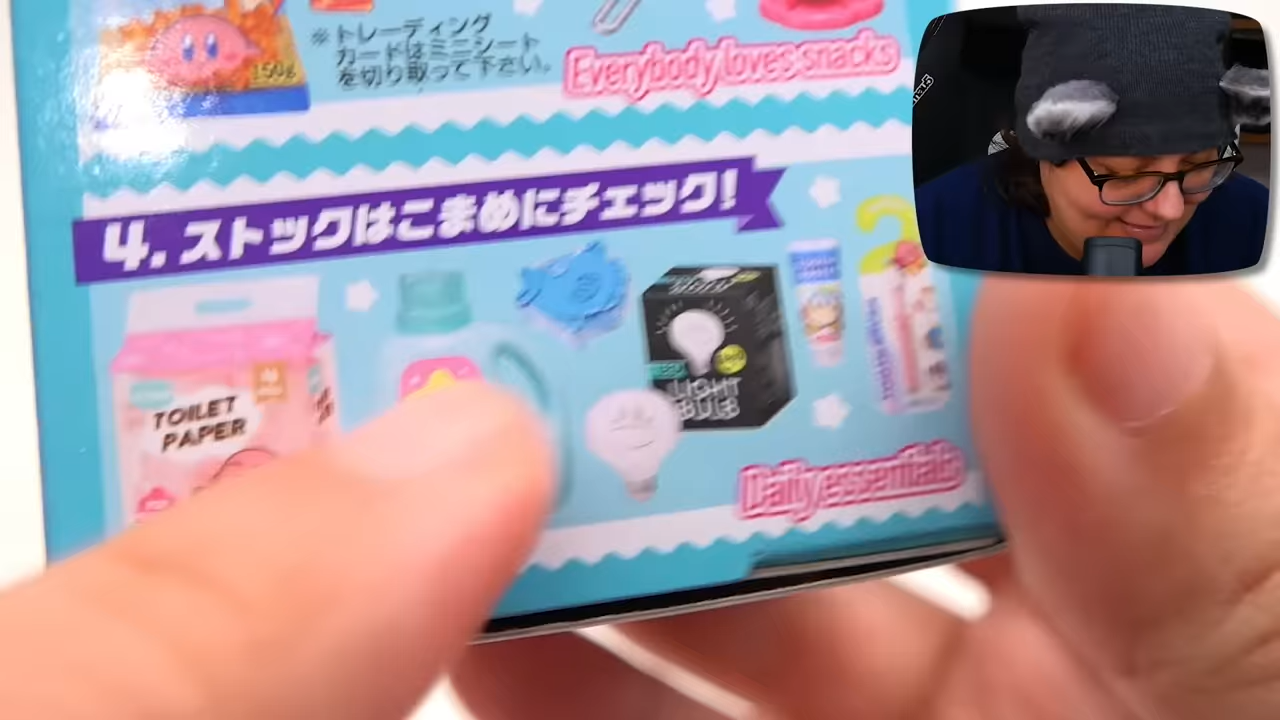 150g
※トレーディング
カードはミニシート
を切り取って下さい。
Everybody loves snacks
4. ストックはこまめにチェック!
TOILET
PAPER
LIGHT
BULB
Daily essentials